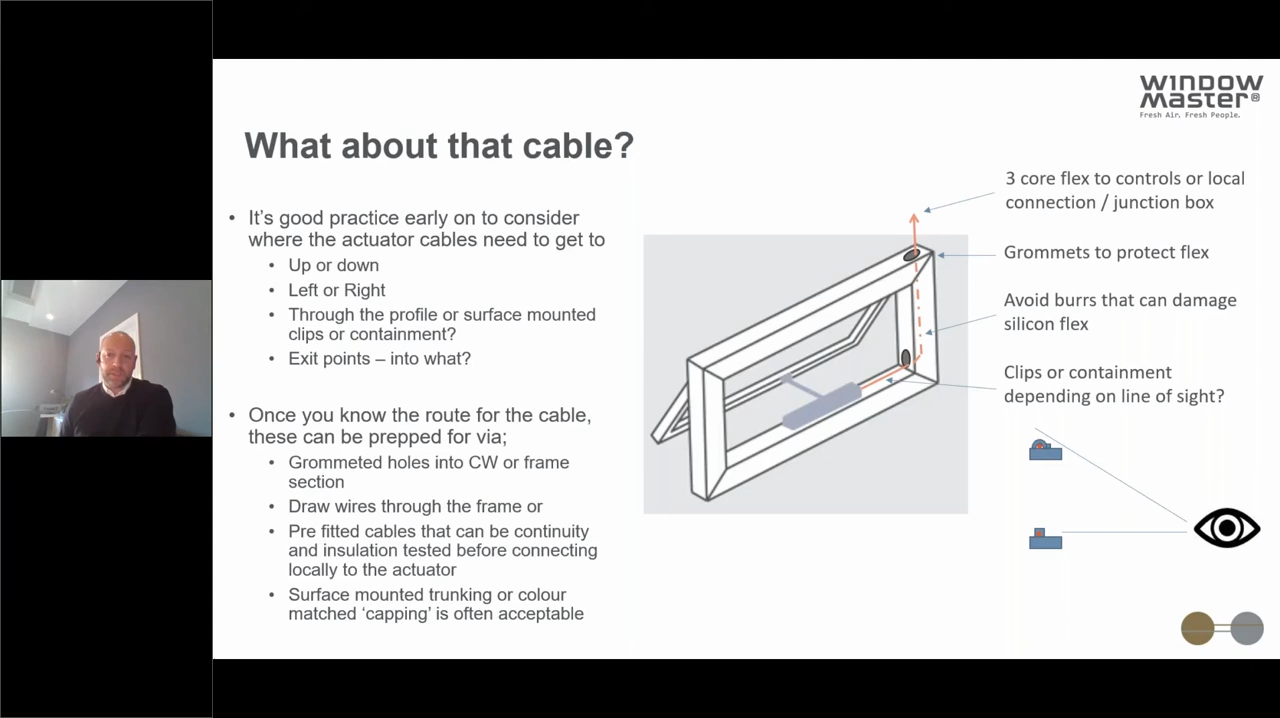 WINDOW
Master®
Fresh Air. Fresh People.
What about that cable?
• It's good practice early on to consider
where the actuator cables need to get to
• Up or down
• Left or Right
• Through the profile or surface mounted
clips or containment?
• Exit points – into what?
• Once you know the route for the cable,
these can be prepped for via;
• Grommeted holes into CW or frame
section
• Draw wires through the frame or
• Pre fitted cables that can be continuity
and insulation tested before connecting
locally to the actuator
• Surface mounted trunking or colour
matched 'capping' is often acceptable
3 core flex to controls or local
connection / junction box
Grommets to protect flex
Avoid burrs that can damage
silicon flex
Clips or containment
depending on line of sight?